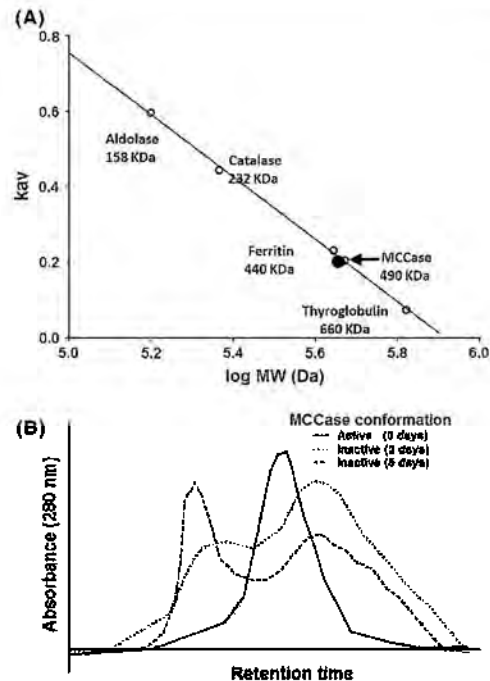 (A)
0.8
0.6
0.4
0.2
0.0
kav
Aldolase
158 KDa
Catalase
232 KDa
Ferritin
440 KDa
MCCase
490 KDa
Thyroglobulin
660 KDa
5.0 5.2 5.4 5.6 5.8 6.0
log MW (Da)
(B)
MCCase conformation
Active (0 days)
Inactive (3 days)
Inactive (5 days)
Absorbance (280 nm)
Retention time